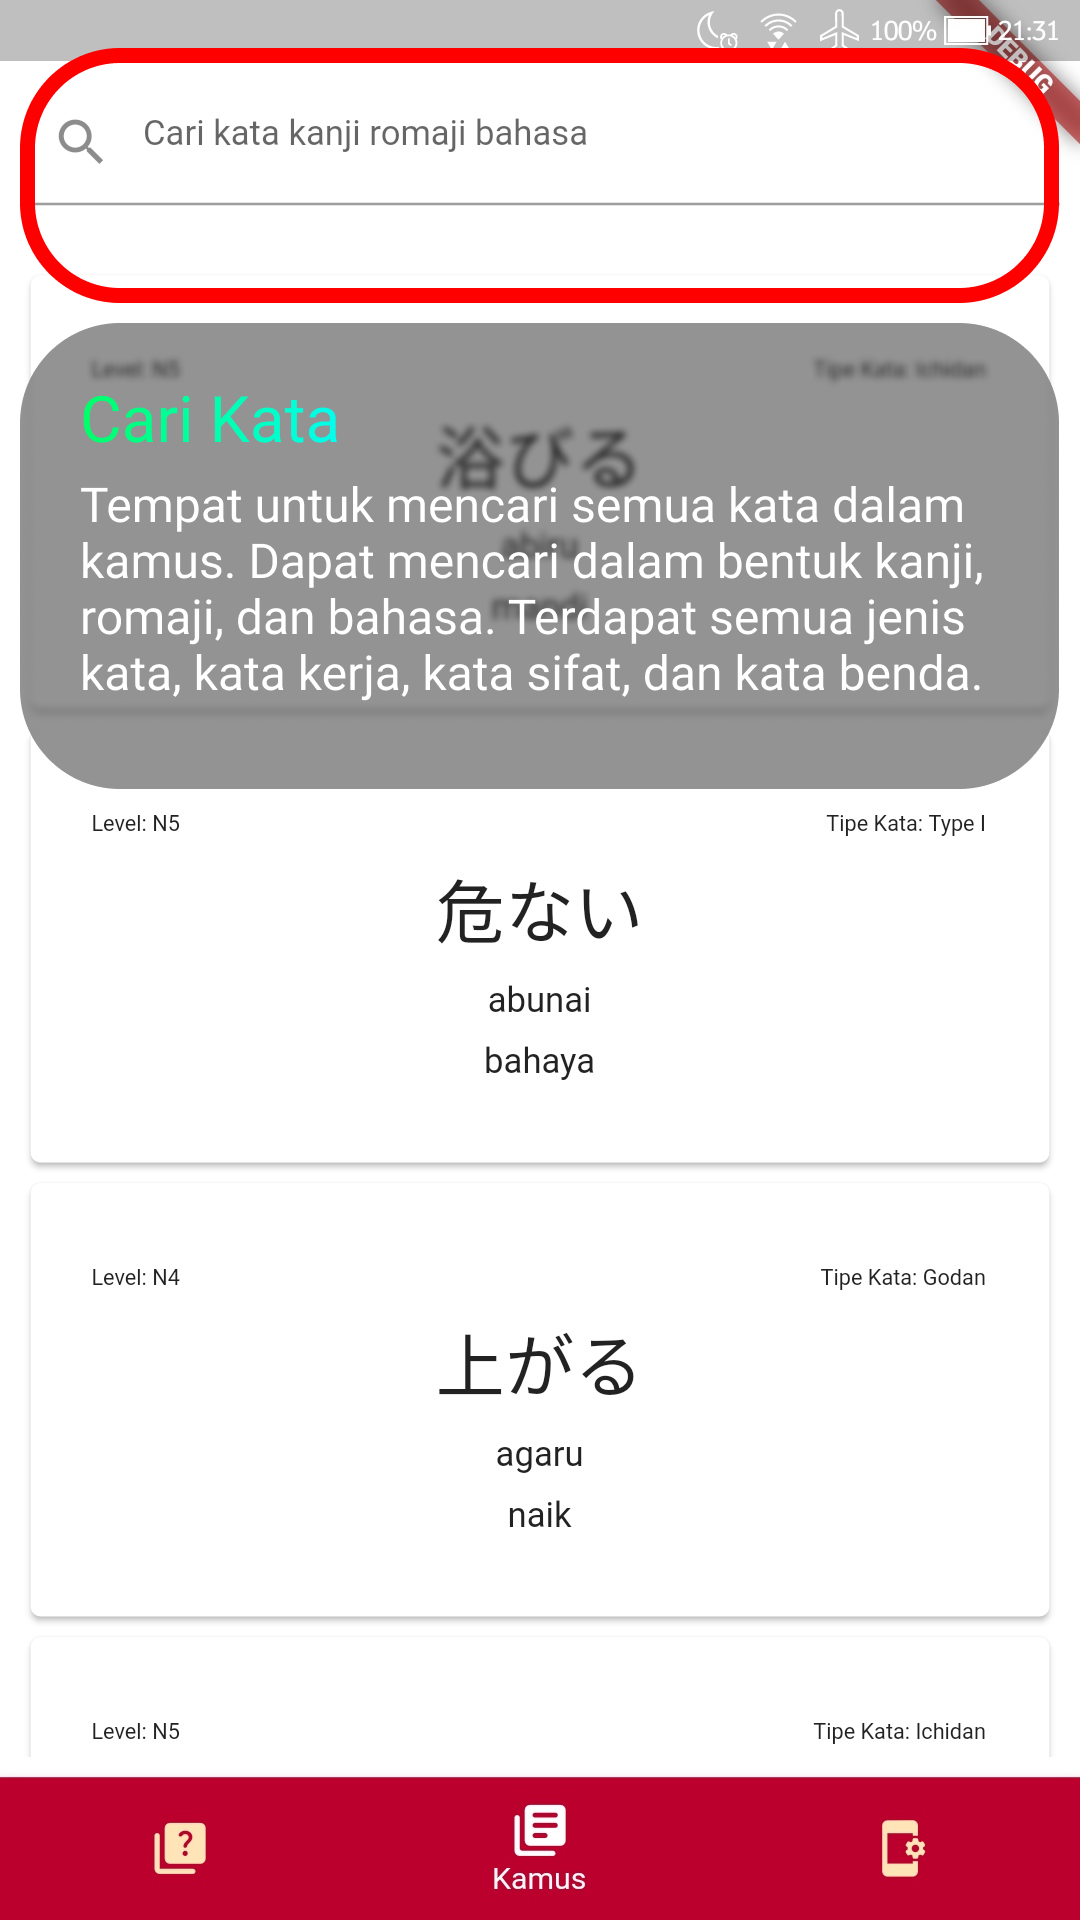 100% 21:31
DEBUG
Cari kata kanji romaji bahasa
Level: N5 Tipe Kata: Ichidan
Cari Kata
浴びる
Tempat untuk mencari semua kata dalam
abiru
kamus. Dapat mencari dalam bentuk kanji,
mandi
romaji, dan bahasa. Terdapat semua jenis
kata, kata kerja, kata sifat, dan kata benda.
Level: N5 Tipe Kata: Type I
危ない
abunai
bahaya
Level: N4 Tipe Kata: Godan
上がる
agaru
naik
Level: N5 Tipe Kata: Ichidan
Kamus